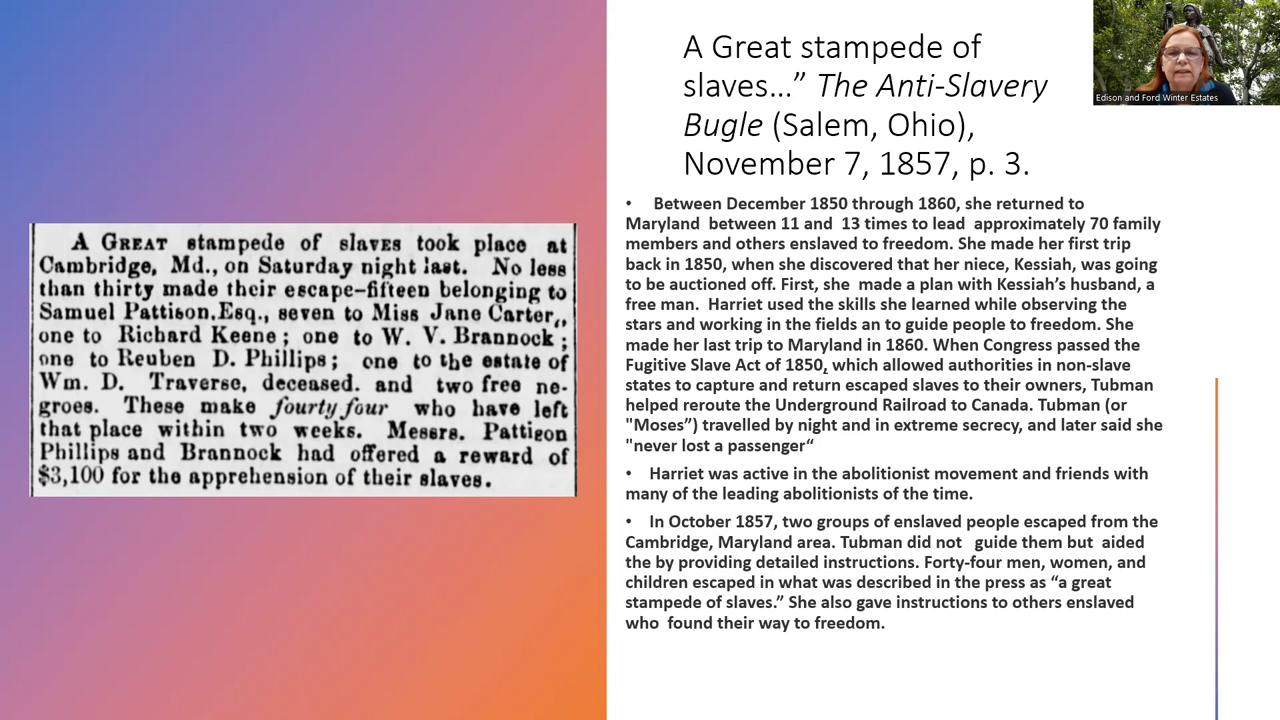 A GREAT stampede of slaves took place at
Cambridge, Md., on Saturday night last. No less
than thirty made their escape–fifteen belonging to
Samuel Pattison, Esq., seven to Miss Jane Carter,,
one to Richard Keene; one to W. V. Brannock;
one to Reuben D. Phillips; one to the estate of
Wm. D. Traverse, deceased. and two free ne-
groes. These make fourty four who have left
that place within two weeks. Messrs. Pattison
Phillips and Brannock had offered a reward of
$3,100 for the apprehension of their slaves.
A Great stampede of
slaves…” The Anti-Slavery
Bugle (Salem, Ohio),
November 7, 1857, p. 3.
• Between December 1850 through 1860, she returned to
Maryland between 11 and 13 times to lead approximately 70 family
members and others enslaved to freedom. She made her first trip
back in 1850, when she discovered that her niece, Kessiah, was going
to be auctioned off. First, she made a plan with Kessiah’s husband, a
free man. Harriet used the skills she learned while observing the
stars and working in the fields an to guide people to freedom. She
made her last trip to Maryland in 1860. When Congress passed the
Fugitive Slave Act of 1850, which allowed authorities in non-slave
states to capture and return escaped slaves to their owners, Tubman
helped reroute the Underground Railroad to Canada. Tubman (or
"Moses”) travelled by night and in extreme secrecy, and later said she
"never lost a passenger“
• Harriet was active in the abolitionist movement and friends with
many of the leading abolitionists of the time.
• In October 1857, two groups of enslaved people escaped from the
Cambridge, Maryland area. Tubman did not guide them but aided
the by providing detailed instructions. Forty-four men, women, and
children escaped in what was described in the press as “a great
stampede of slaves.” She also gave instructions to others enslaved
who found their way to freedom.
Edison and Ford Winter Estates